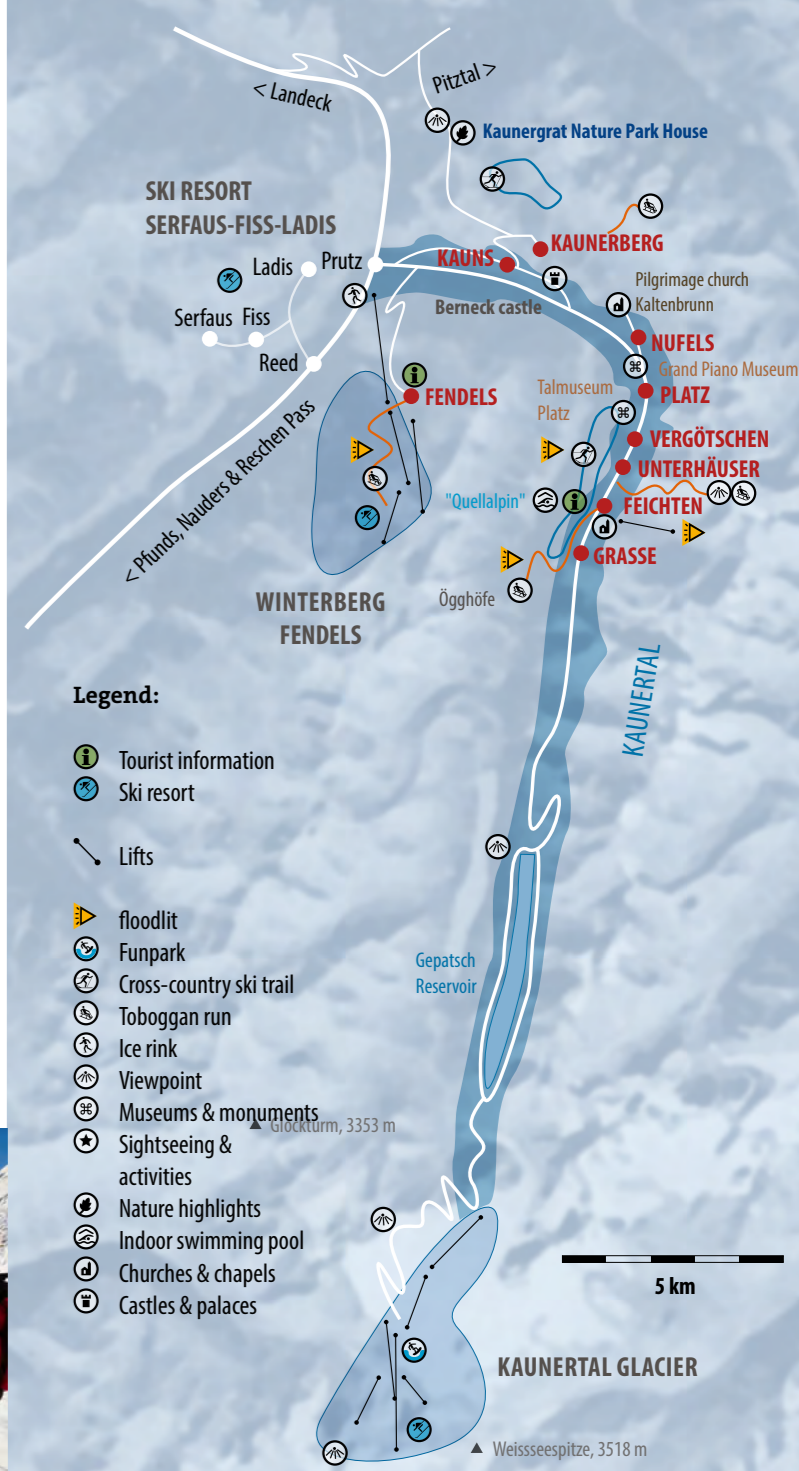 < Landeck
Pitztal >
Kaunergrat Nature Park House
SKI RESORT
SERFAUS-FISS-LADIS
KAUNERBERG
KAUNS
Prutz
Ladis
Pilgrimage church
Kaltenbrunn
Berneck castle
Serfaus
Fiss
NUFELS
Reed
Grand Piano Museum
Talmuseum
Platz
PLATZ
FENDELS
VERGÖTSCHEN
UNTERHÄUSER
< Pfunds, Nauders & Reschen Pass
"Quellalpin"
FEICHTEN
GRASSE
WINTERBERG
FENDELS
Ögghöfe
KAUNERTAL
Legend:
Tourist information
Ski resort
Lifts
floodlit
Funpark
Cross-country ski trail
Toboggan run
Ice rink
Viewpoint
Museums & monuments
Sightseeing &
activities
Nature highlights
Indoor swimming pool
Churches & chapels
Castles & palaces
Gepatsch
Reservoir
Glockturm, 3353 m
5 km
KAUNERTAL GLACIER
Weissseespitze, 3518 m